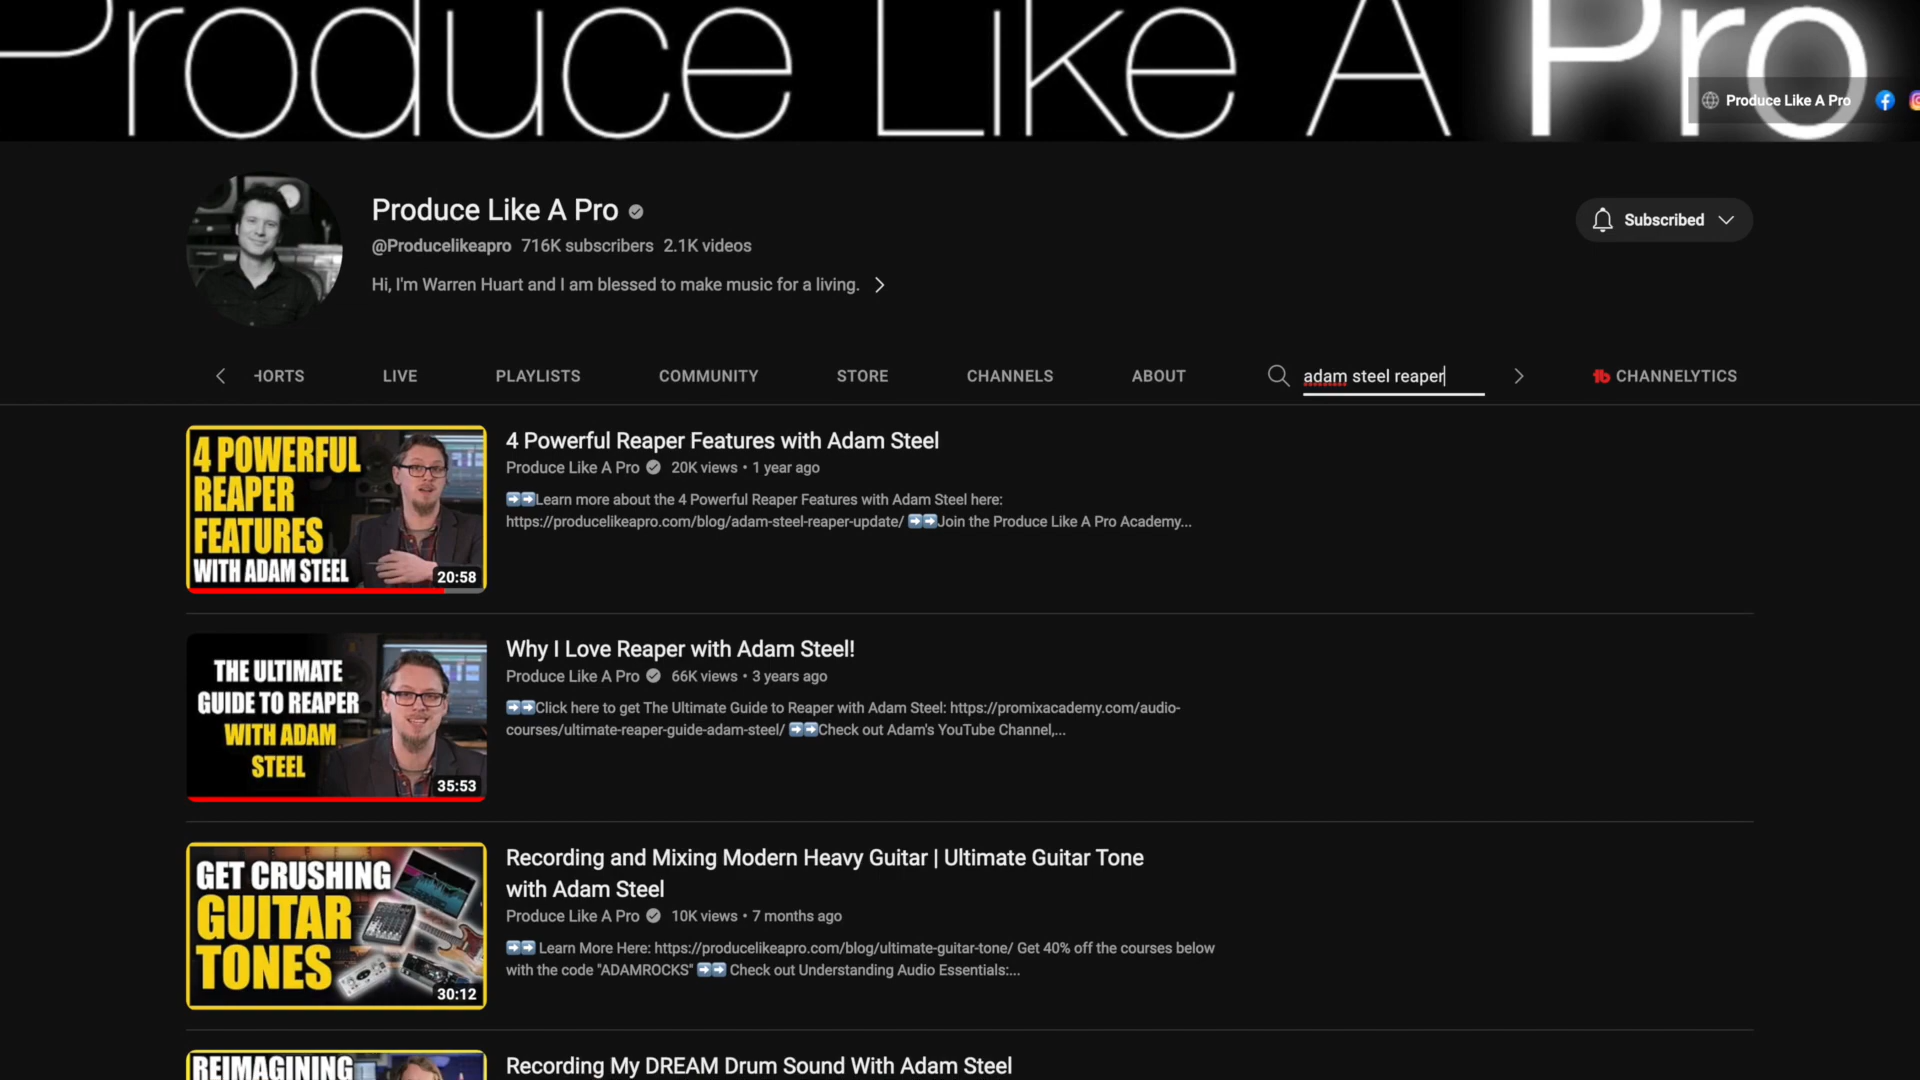 Produce Like A Pro
Produce Like A Pro
Produce Like A Pro
@Producelikeapro 716K subscribers 2.1K videos
Subscribed
Hi, I'm Warren Huart and I am blessed to make music for a living.
HORTS LIVE PLAYLISTS COMMUNITY STORE CHANNELS ABOUT adam steel reaper CHANNELYTICS
4 POWERFUL
REAPER
FEATURES
WITH ADAM STEEL
20:58
4 Powerful Reaper Features with Adam Steel
Produce Like A Pro 20K views • 1 year ago
➡️➡️Learn more about the 4 Powerful Reaper Features with Adam Steel here:
https://producelikeapro.com/blog/adam-steel-reaper-update/ ➡️➡️Join the Produce Like A Pro Academy...
THE ULTIMATE
GUIDE TO REAPER
WITH ADAM
STEEL
35:53
Why I Love Reaper with Adam Steel!
Produce Like A Pro 66K views • 3 years ago
➡️➡️Click here to get The Ultimate Guide to Reaper with Adam Steel: https://promixacademy.com/audio-
courses/ultimate-reaper-guide-adam-steel/ ➡️➡️Check out Adam's YouTube Channel,...
GET CRUSHING
GUITAR
TONES
30:12
Recording and Mixing Modern Heavy Guitar | Ultimate Guitar Tone
with Adam Steel
Produce Like A Pro 10K views • 7 months ago
➡️➡️ Learn More Here: https://producelikeapro.com/blog/ultimate-guitar-tone/ Get 40% off the courses below
with the code "ADAMROCKS" ➡️➡️ Check out Understanding Audio Essentials:...
REIMAGINING
Recording My DREAM Drum Sound With Adam Steel